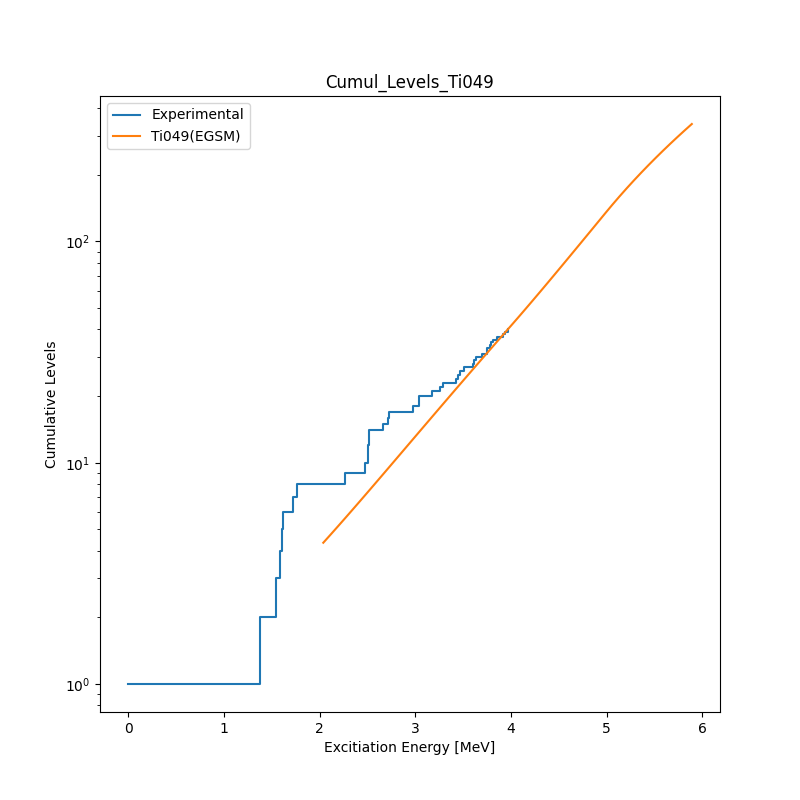 Cumul_Levels_Ti049
Experimental
Ti049(EGSM)
Cumulative Levels
10²
10¹
10⁰
0 1 2 3 4 5 6
Excitiation Energy [MeV]